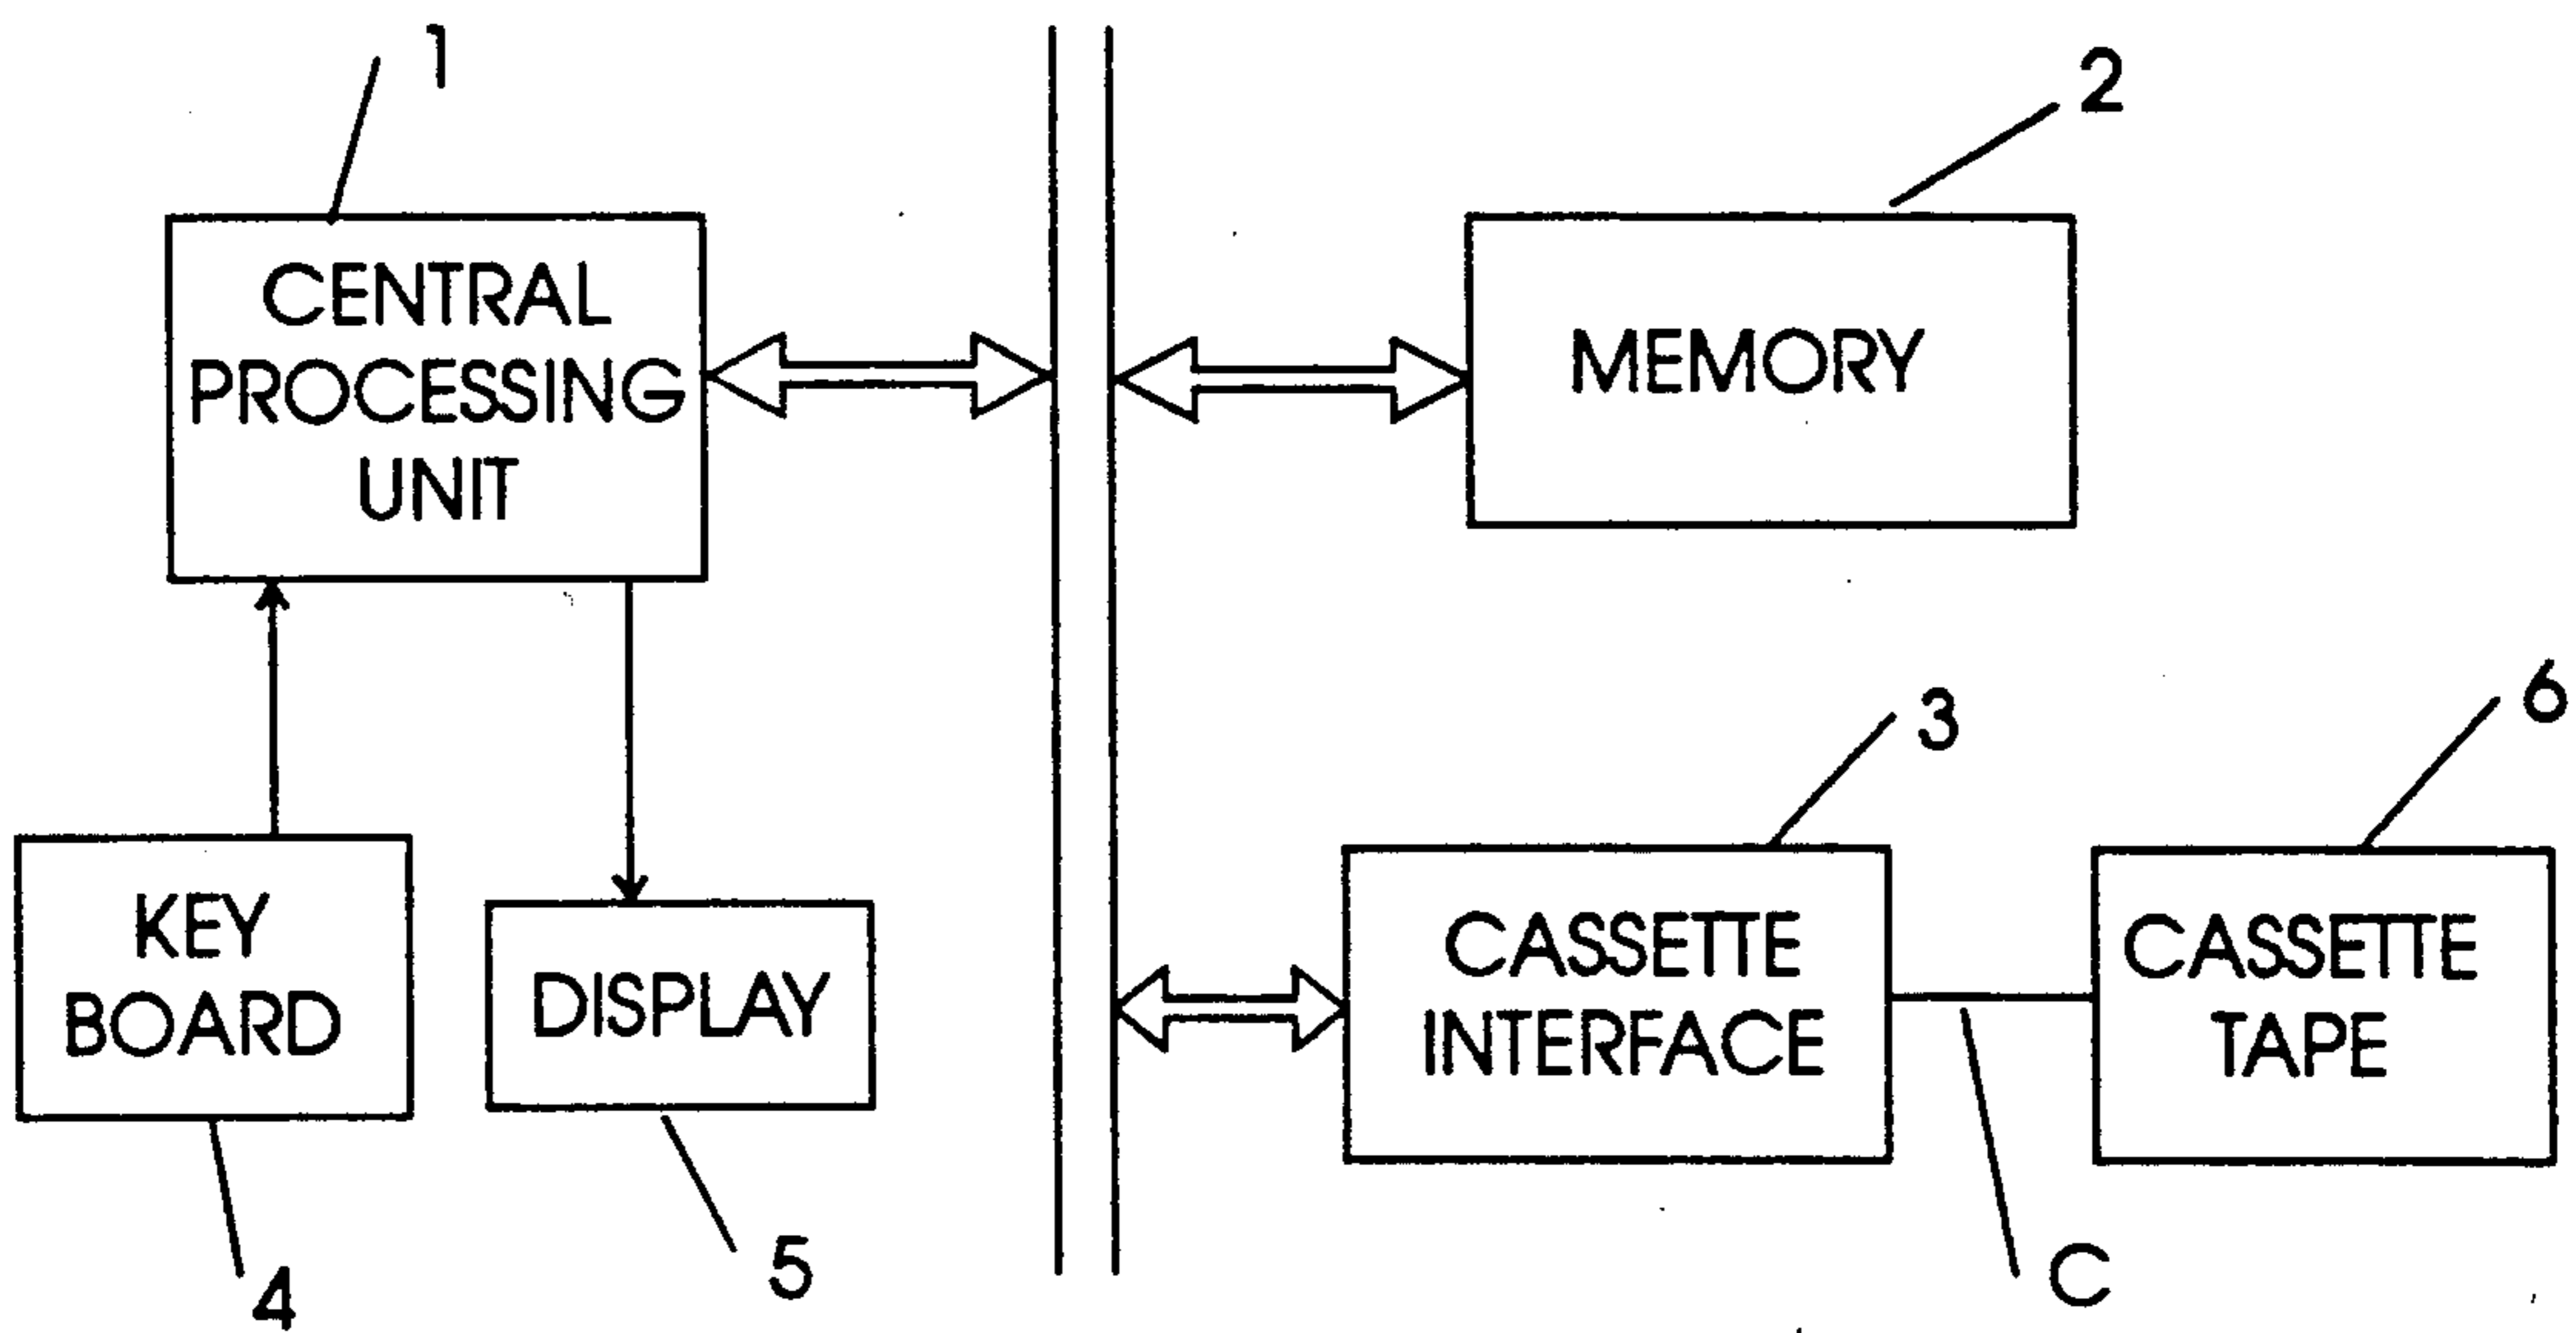 1
2
CENTRAL
PROCESSING
UNIT
MEMORY
3
6
KEY
BOARD
DISPLAY
CASSETTE
INTERFACE
CASSETTE
TAPE
4
5
C